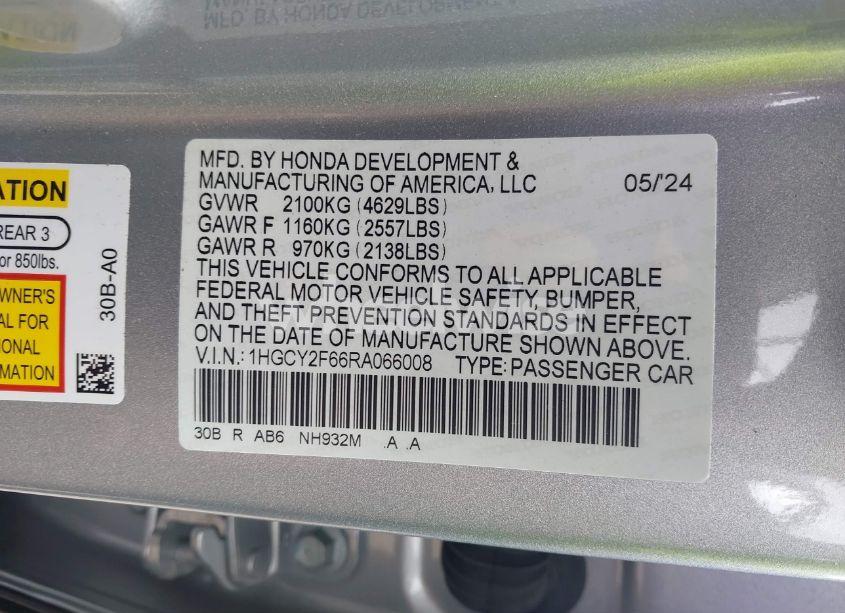 MFD. BY HONDA DEVELOPMENT &
MANUFACTURING OF AMERICA, LLC 05/'24
GVWR 2100KG (4629LBS)
GAWR F 1160KG (2557LBS)
GAWR R 970KG (2138LBS)
THIS VEHICLE CONFORMS TO ALL APPLICABLE
FEDERAL MOTOR VEHICLE SAFETY, BUMPER,
AND THEFT PREVENTION STANDARDS IN EFFECT
ON THE DATE OF MANUFACTURE SHOWN ABOVE.
V.I.N.: 1HGCY2F66RA066008 TYPE: PASSENGER CAR
30B R AB6 NH932M .A .A
ATION
REAR 3
or 850lbs.
WNER'S
AL FOR
IONAL
RMATION
30B-A0